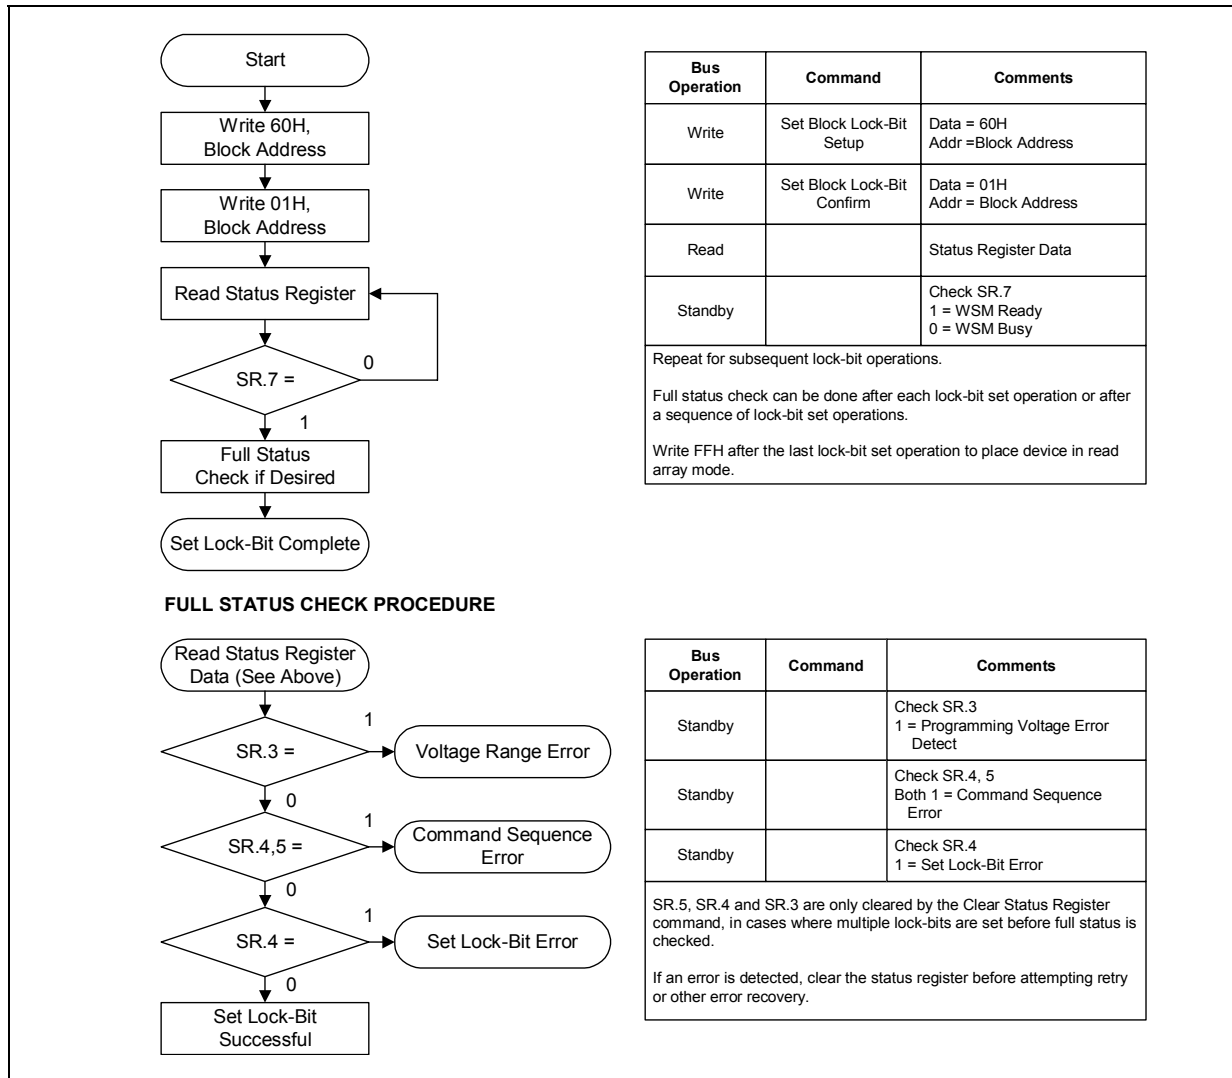 Start
Write 60H,
Block Address
Write 01H,
Block Address
Read Status Register
SR.7 =
0
1
Full Status
Check if Desired
Set Lock-Bit Complete
Bus
Operation
Command
Comments
Write
Set Block Lock-Bit
Setup
Data = 60H
Addr =Block Address
Write
Set Block Lock-Bit
Confirm
Data = 01H
Addr = Block Address
Read
Status Register Data
Standby
Check SR.7
1 = WSM Ready
0 = WSM Busy
Repeat for subsequent lock-bit operations.
Full status check can be done after each lock-bit set operation or after
a sequence of lock-bit set operations.
Write FFH after the last lock-bit set operation to place device in read
array mode.
FULL STATUS CHECK PROCEDURE
Read Status Register
Data (See Above)
SR.3 =
1
Voltage Range Error
0
SR.4,5 =
1
Command Sequence
Error
0
SR.4 =
1
Set Lock-Bit Error
0
Set Lock-Bit
Successful
Bus
Operation
Command
Comments
Standby
Check SR.3
1 = Programming Voltage Error
Detect
Standby
Check SR.4, 5
Both 1 = Command Sequence
Error
Standby
Check SR.4
1 = Set Lock-Bit Error
SR.5, SR.4 and SR.3 are only cleared by the Clear Status Register
command, in cases where multiple lock-bits are set before full status is
checked.
If an error is detected, clear the status register before attempting retry
or other error recovery.